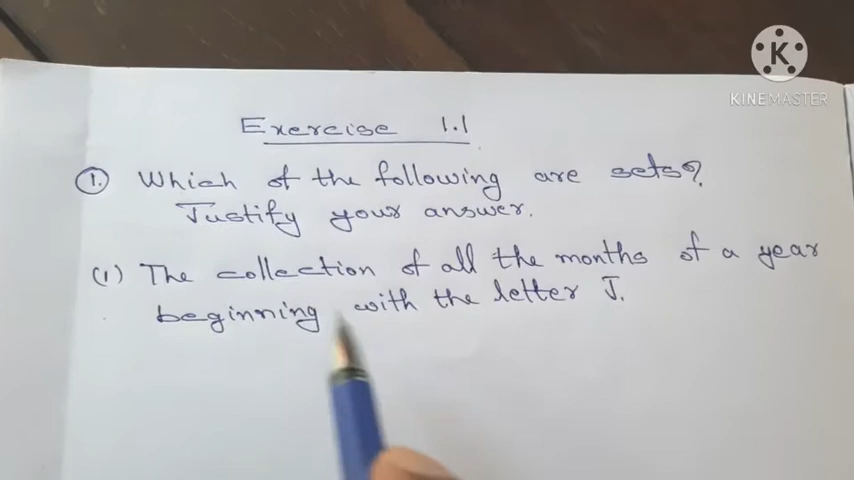 K
KINEMASTER
Exercise 1.1
1. Which of the following are sets?
Justify your answer.
(1) The collection of all the months of a year
beginning with the letter J.